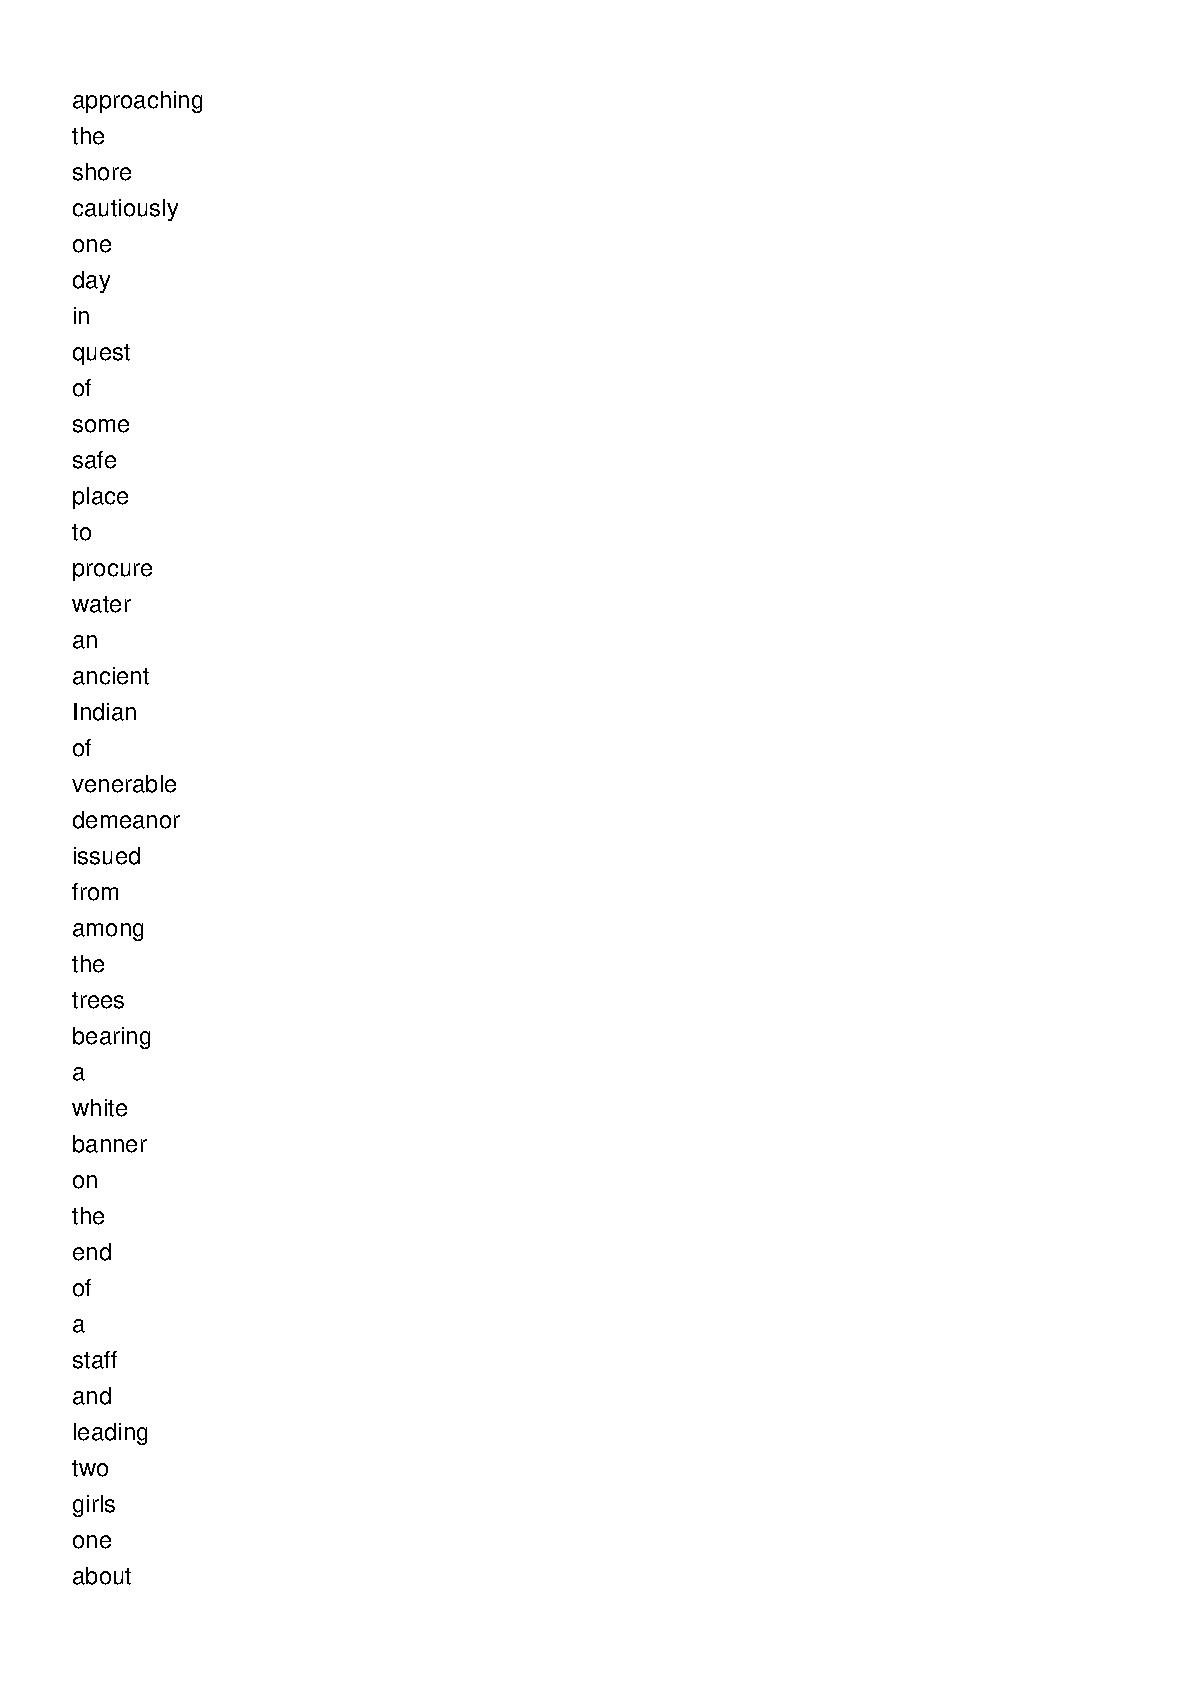 approaching
the
shore
cautiously
one
day
in
quest
of
some
safe
place
to
procure
water
an
ancient
Indian
of
venerable
demeanor
issued
from
among
the
trees
bearing
a
white
banner
on
the
end
of
a
staff
and
leading
two
girls
one
about